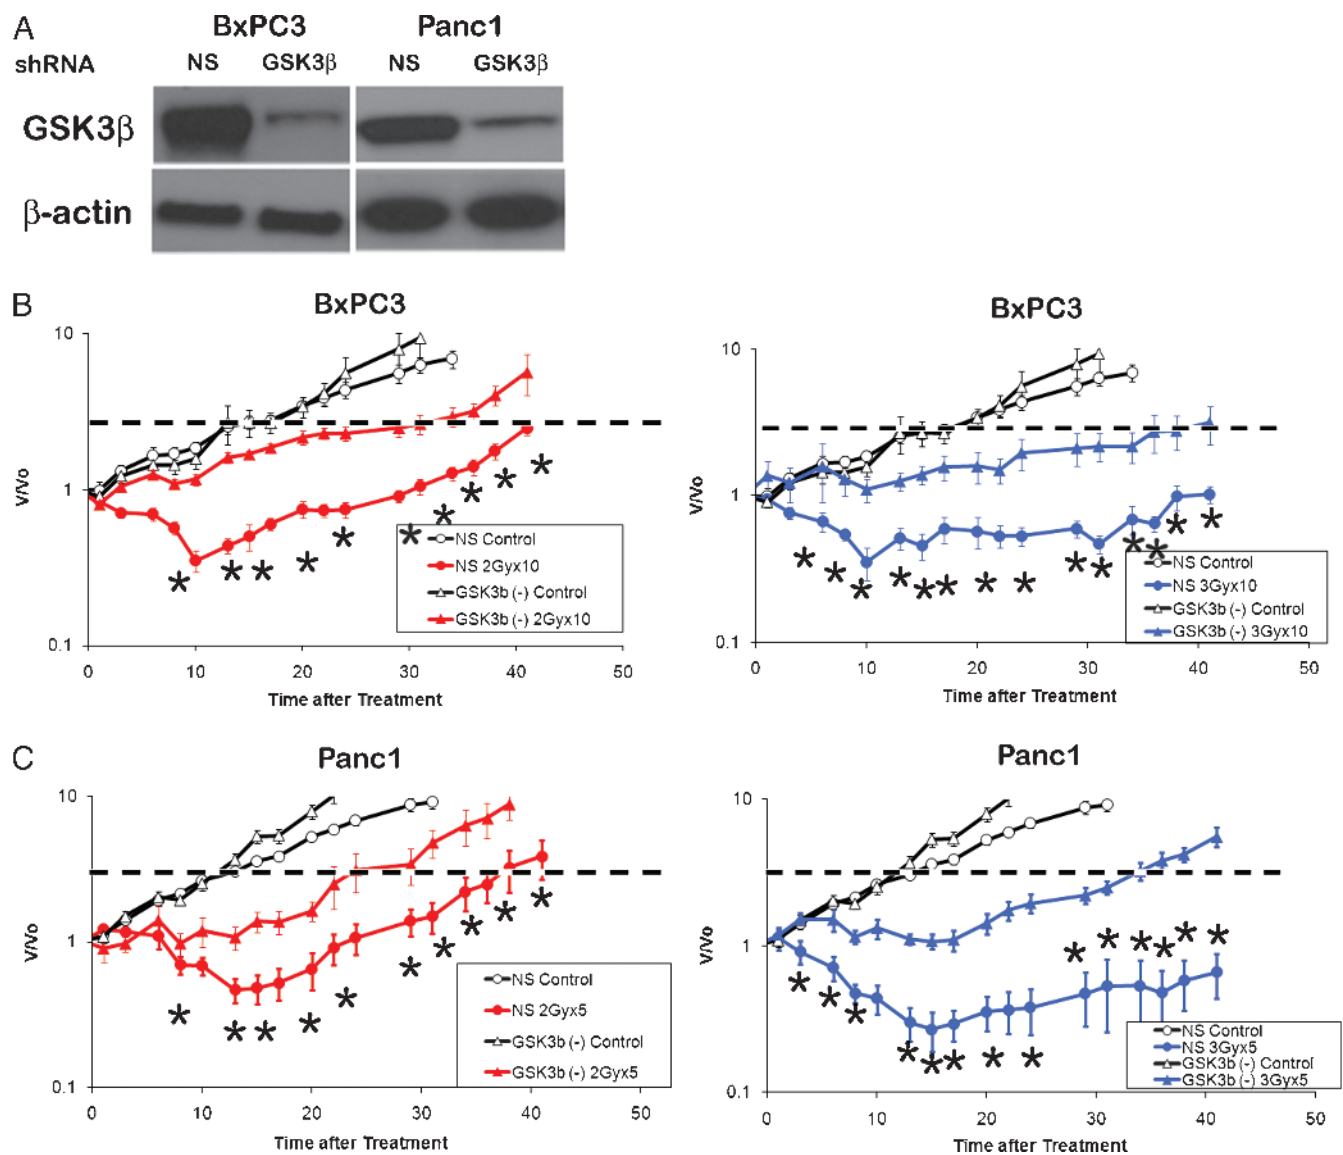 A
BxPC3 Panc1
shRNA NS GSK3β NS GSK3β
GSK3β
β-actin
B
BxPC3
10
1
0.1
V/Vo
0 10 20 30 40 50
Time after Treatment
NS Control
NS 2Gyx10
GSK3b (-) Control
GSK3b (-) 2Gyx10
BxPC3
10
1
0.1
V/Vo
0 10 20 30 40 50
Time after Treatment
NS Control
NS 3Gyx10
GSK3b (-) Control
GSK3b (-) 3Gyx10
C
Panc1
10
1
0.1
V/Vo
0 10 20 30 40 50
Time after Treatment
NS Control
NS 2Gyx5
GSK3b (-) Control
GSK3b (-) 2Gyx5
Panc1
10
1
0.1
V/Vo
0 10 20 30 40 50
Time after Treatment
NS Control
NS 3Gyx5
GSK3b (-) Control
GSK3b (-) 3Gyx5